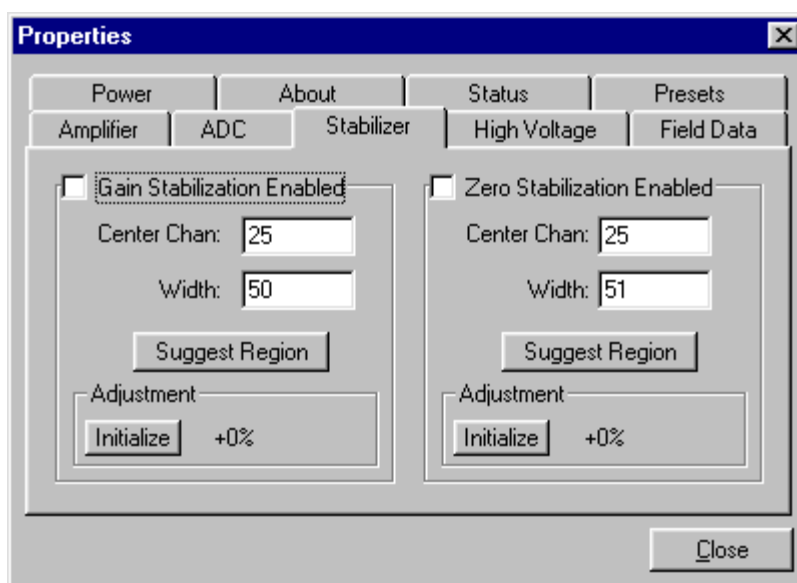 Properties
Power About Status Presets
Amplifier ADC Stabilizer High Voltage Field Data
Gain Stabilization Enabled
Center Chan: 25
Width: 50
Suggest Region
Adjustment
Initialize +0%
Zero Stabilization Enabled
Center Chan: 25
Width: 51
Suggest Region
Adjustment
Initialize +0%
Close